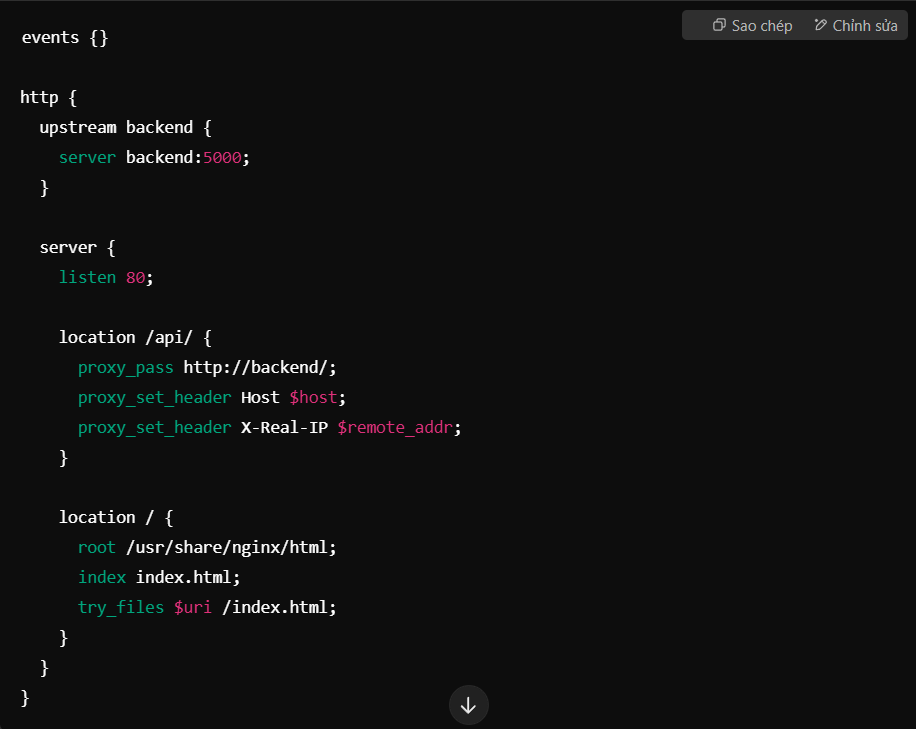 Sao chép Chỉnh sửa
events {}
http {
upstream backend {
server backend:5000;
}
server {
listen 80;
location /api/ {
proxy_pass http://backend/;
proxy_set_header Host $host;
proxy_set_header X-Real-IP $remote_addr;
}
location / {
root /usr/share/nginx/html;
index index.html;
try_files $uri /index.html;
}
}
}